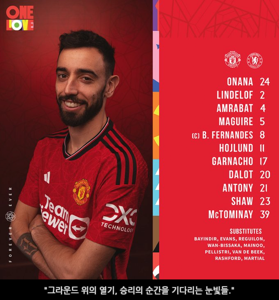 ONE
LOVE
Team
Viewer
DXC
TECHNOLOGY
FOREVER
ONANA 24
LINDELOF 2
AMRABAT 4
MAGUIRE 5
(C) B. FERNANDES 8
HOJLUND 11
GARNACHO 17
DALOT 20
ANTONY 21
SHAW 23
McTOMINAY 39
SUBSTITUTES
BAYINDIR, EVANS, REGUILON,
WAN-BISSAKA, MAINOO,
PELLISTRI, VAN DE BEEK,
RASHFORD, MARTIAL
"그라운드 위의 열기, 승리의 순간을 기다리는 눈빛들."